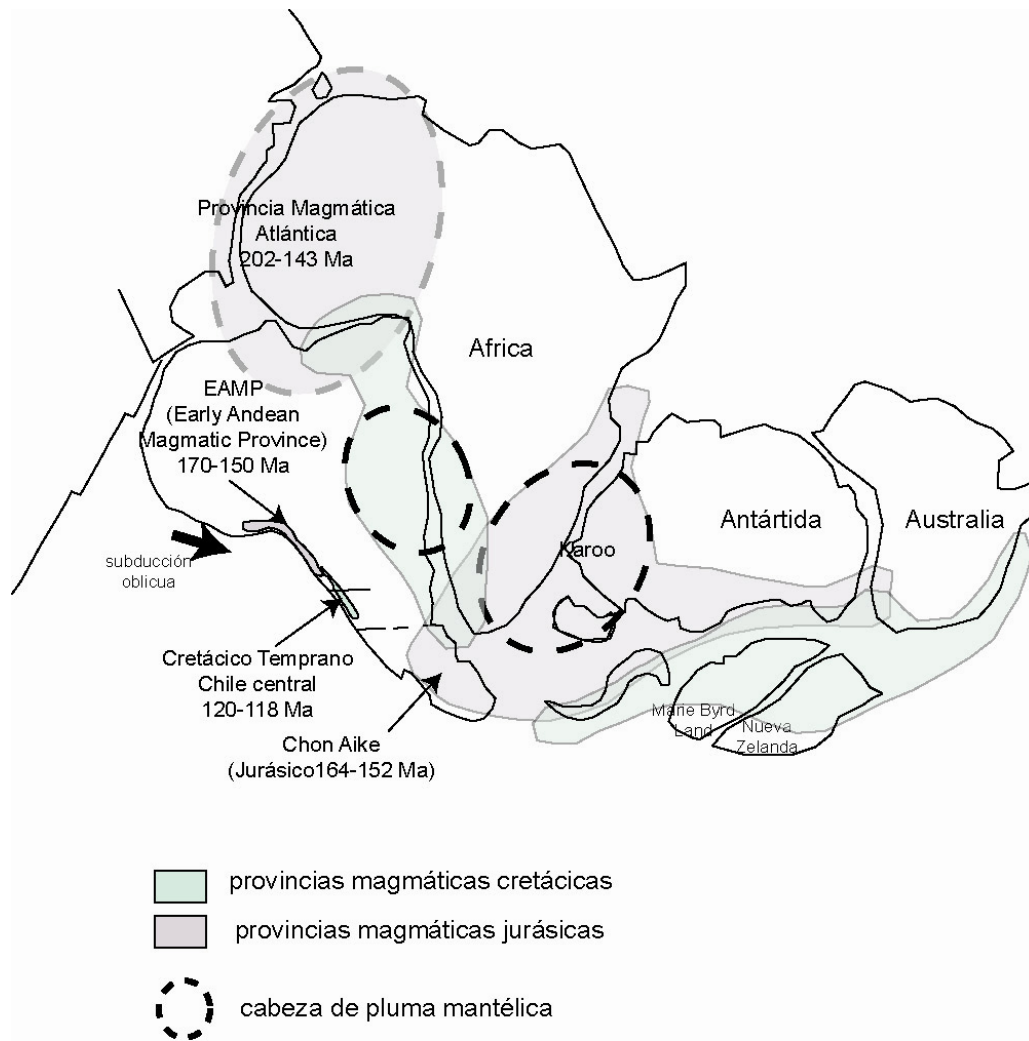 Provincia Magmática
Atlántica
202-143 Ma
Africa
EAMP
(Early Andean
Magmatic Province)
170-150 Ma
Antártida
Australia
Karoo
subducción
oblicua
Cretácico Temprano
Chile central
120-118 Ma
Marie Byrd
Land
Nueva
Zelanda
Chon Aike
(Jurásico164-152 Ma)
provincias magmáticas cretácicas
provincias magmáticas jurásicas
cabeza de pluma mantélica